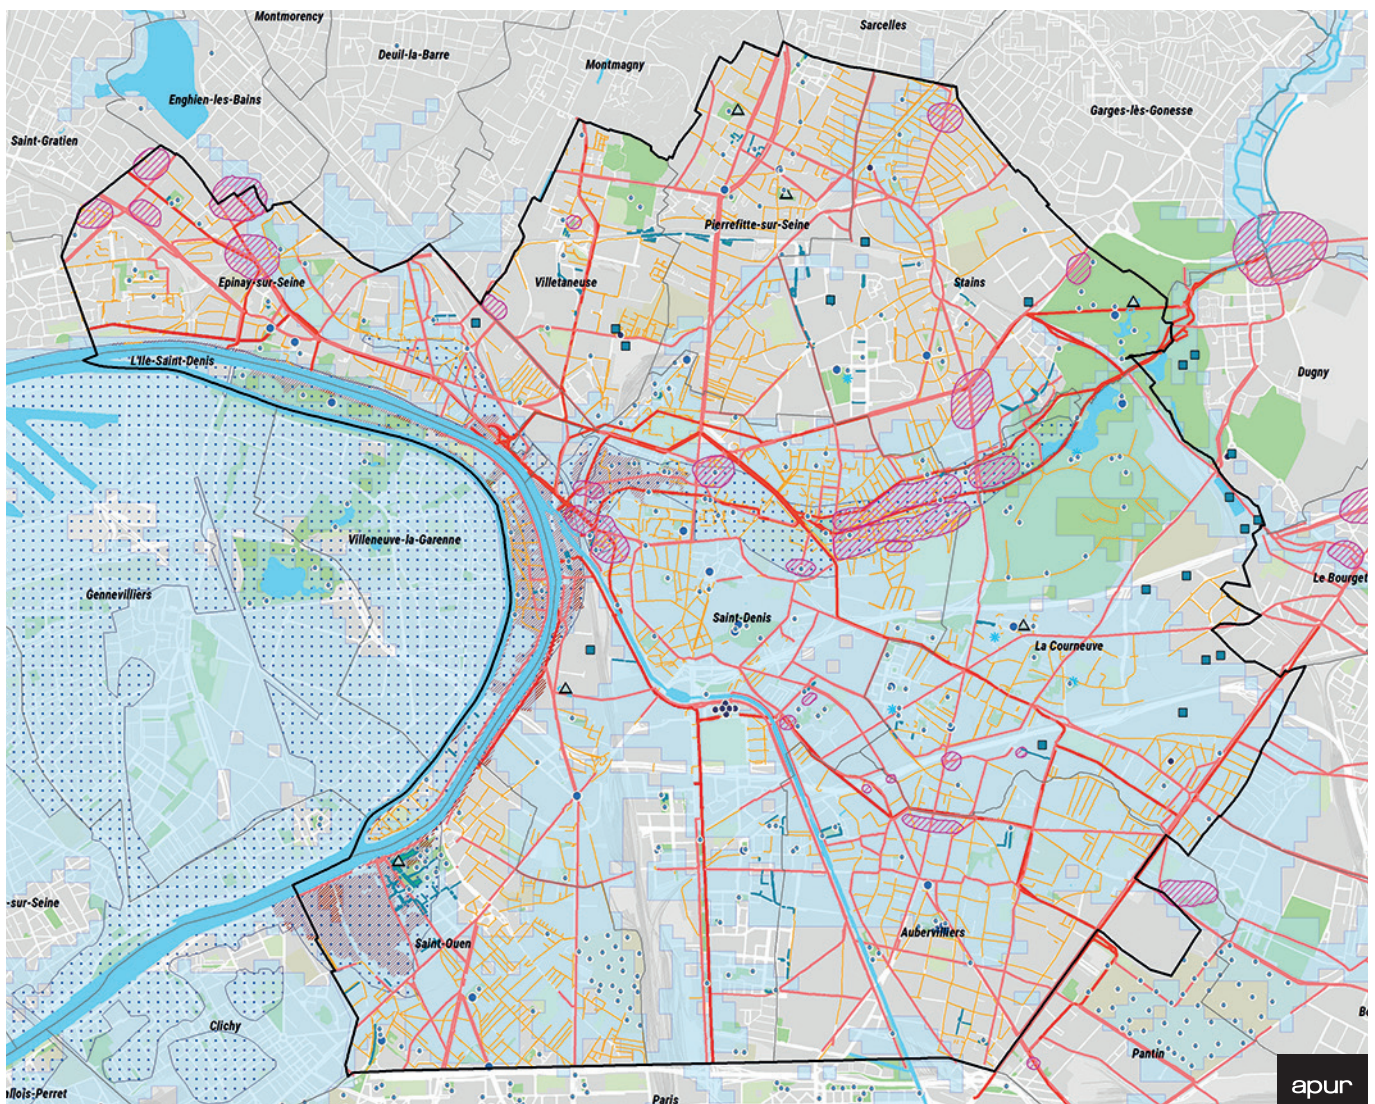 Montmorency
Sarcelles
Deuil-la-Barre
Montmagny
Enghien-les-Bains
Garges-lès-Gonesse
Saint-Gratien
Pierrefitte-sur-Seine
Epinay-sur-Seine
Villetaneuse
Stains
L'Ile-Saint-Denis
Dugny
Villeneuve-la-Garenne
Le Bourget
Gennevilliers
Saint-Denis
La Courneuve
-sur-Seine
Saint-Ouen
Aubervilliers
Clichy
Pantin
allois-Perret
Paris
apur